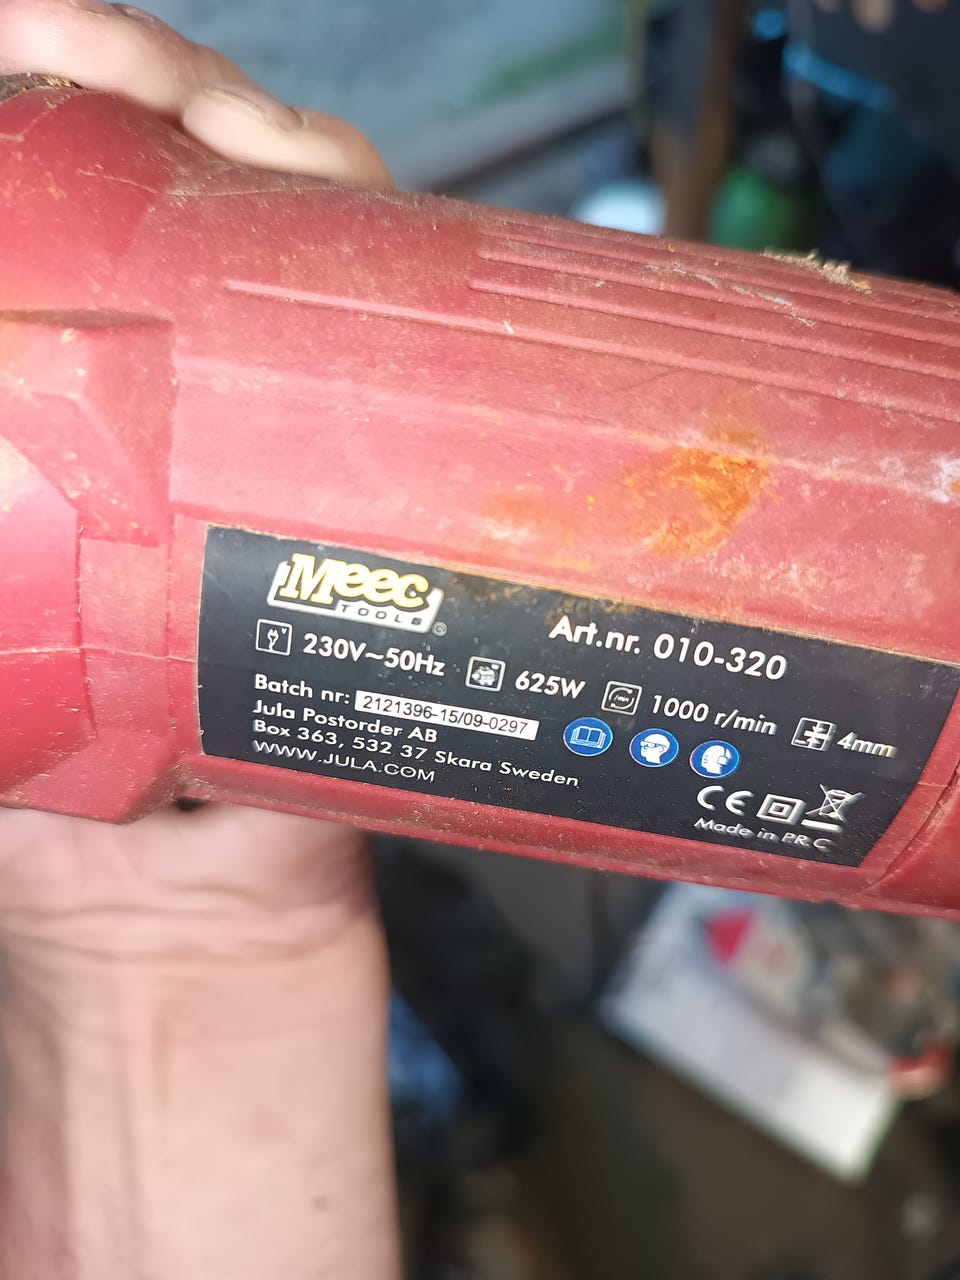 Meec
TOOLS ®
Art.nr. 010-320
230V~50Hz 625W 1000 r/min 4mm
Batch nr: 2121396-15/09-0297
Jula Postorder AB
Box 363, 532 37 Skara Sweden
WWW.JULA.COM
CE
Made in P.R.C